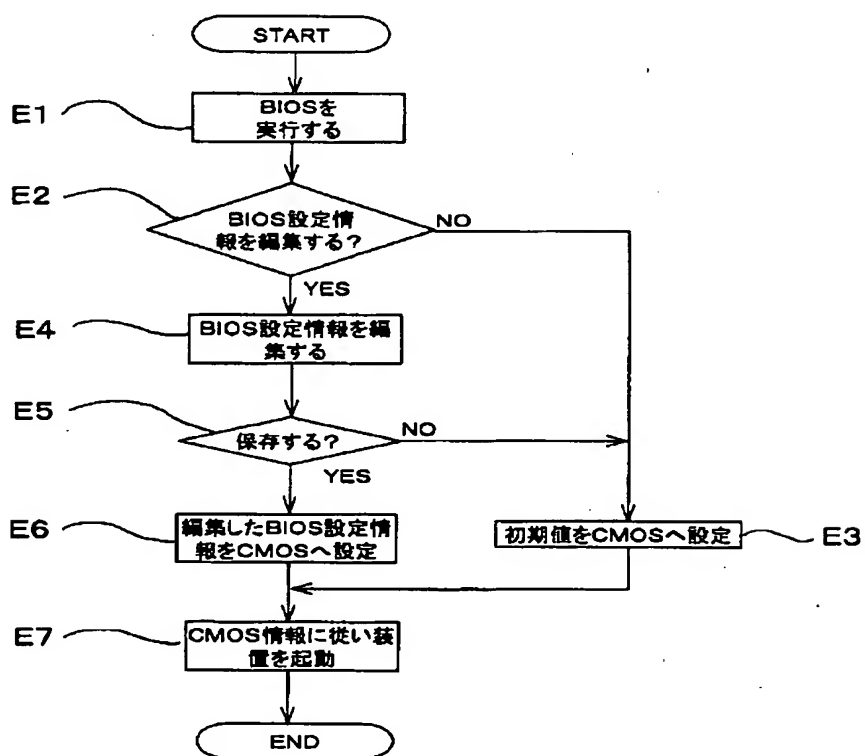 START
E1
BIOSを
実行する
E2
BIOS設定情
報を編集する?
NO
YES
E4
BIOS設定情報を編
集する
E5
保存する?
NO
YES
E6
編集したBIOS設定情
報をCMOSへ設定
初期値をCMOSへ設定
E3
E7
CMOS情報に従い装
置を起動
END